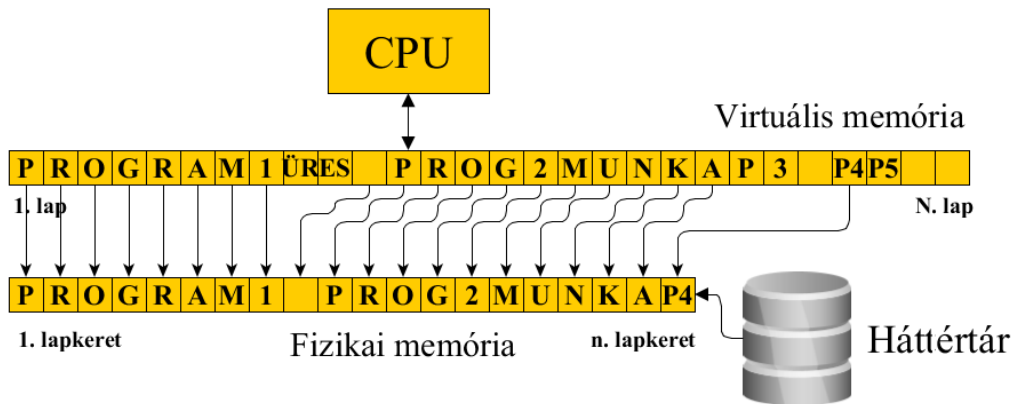 CPU
Virtuális memória
P R O G R A M 1 ÜRES P R O G 2 M U N K A P 3 P4 P5
1. lap N. lap
P R O G R A M 1 P R O G 2 M U N K A P4
1. lapkeret Fizikai memória n. lapkeret Háttértár